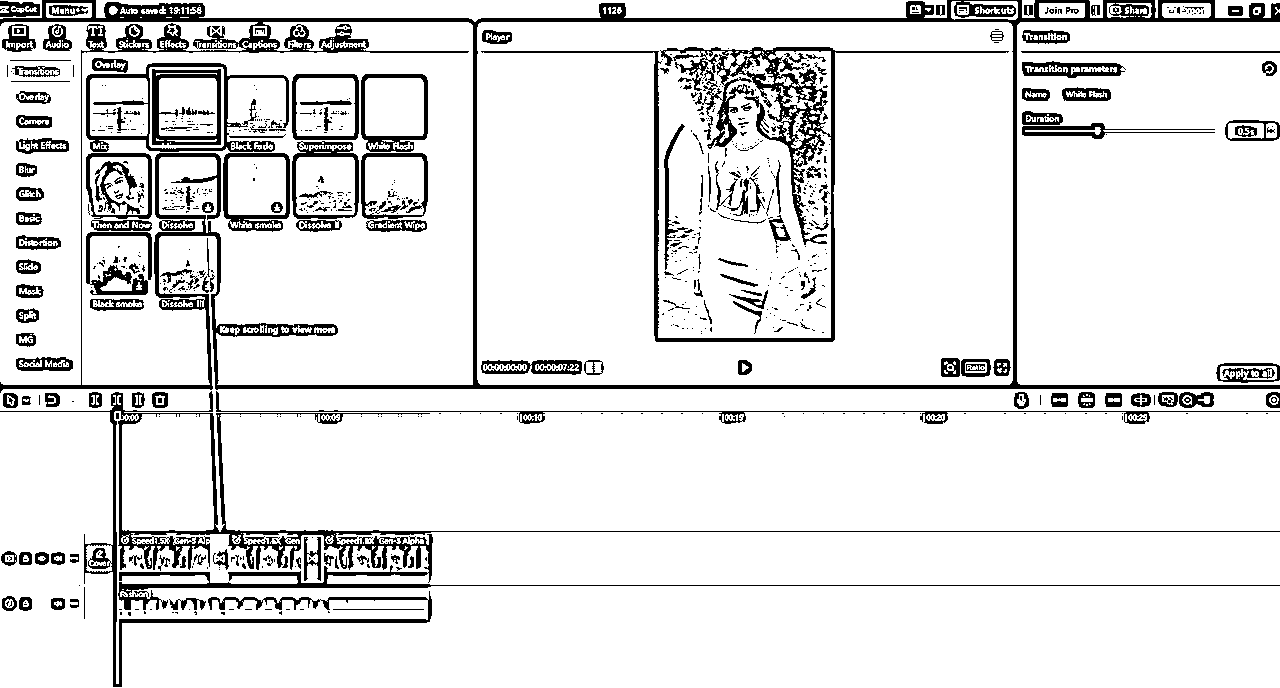 CapCut Menu Auto saved: 19:11:56 1126 Shortcuts Join Pro Share Export
Import Audio Text Stickers Effects Transitions Captions Filters Adjustment
Transitions
Overlay
Camera
Light Effects
Blur
Glitch
Basic
Distortion
Slide
Mask
Split
MG
Social Media
Overlay
Mix
Black Fade Superimpose White Flash
Then and Now Dissolve White smoke Dissolve II Gradient Wipe
Black smoke Dissolve III
Keep scrolling to view more
Player
00:00:00:00 00:00:07:22
Ratio
Transition
Transition parameters
Name White Flash
Duration
0.5s
Apply to all
00:00 00:05 00:10 00:15 00:20 00:25
Cover
Speed1.5X Gen-3 Alp Speed1.8X Gen Speed1.8X Gen-3 Alpha